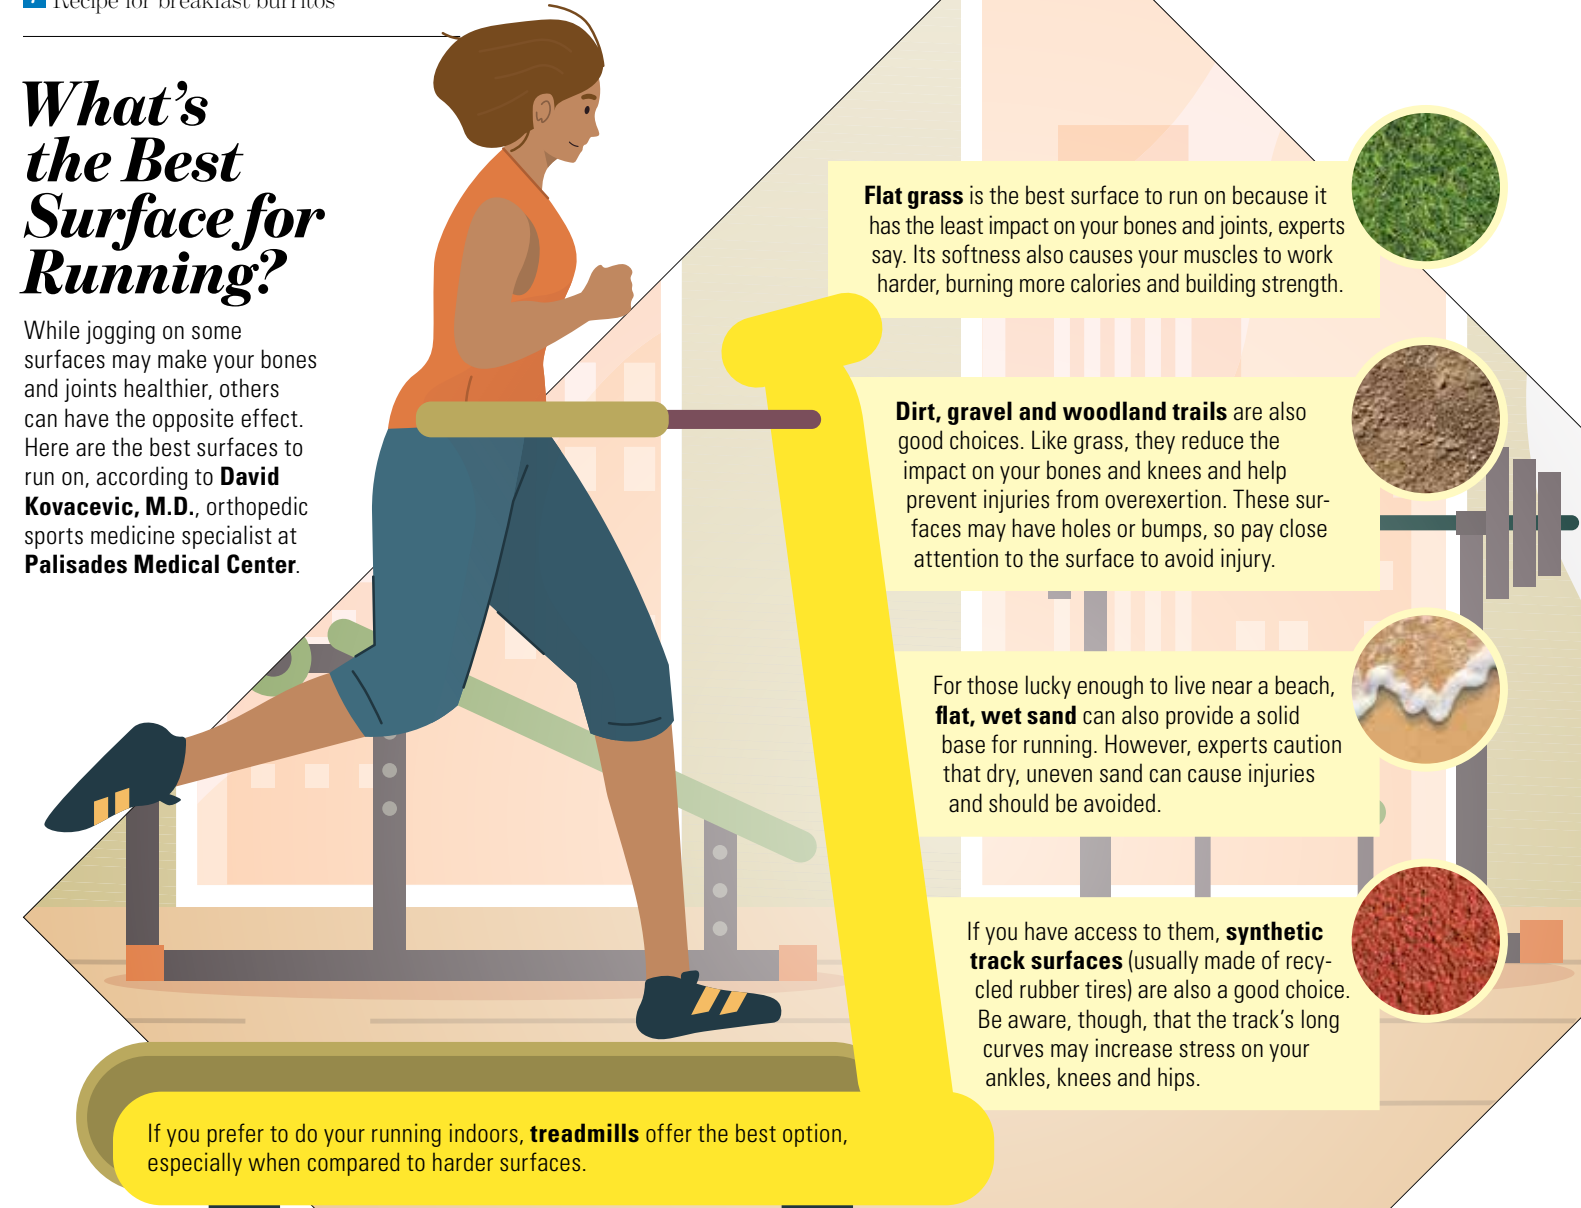 Recipe for breakfast burritos
What's
the Best
Surface for
Running?
While jogging on some
surfaces may make your bones
and joints healthier, others
can have the opposite effect.
Here are the best surfaces to
run on, according to David
Kovacevic, M.D., orthopedic
sports medicine specialist at
Palisades Medical Center.
Flat grass is the best surface to run on because it
has the least impact on your bones and joints, experts
say. Its softness also causes your muscles to work
harder, burning more calories and building strength.
Dirt, gravel and woodland trails are also
good choices. Like grass, they reduce the
impact on your bones and knees and help
prevent injuries from overexertion. These sur-
faces may have holes or bumps, so pay close
attention to the surface to avoid injury.
For those lucky enough to live near a beach,
flat, wet sand can also provide a solid
base for running. However, experts caution
that dry, uneven sand can cause injuries
and should be avoided.
If you have access to them, synthetic
track surfaces (usually made of recy-
cled rubber tires) are also a good choice.
Be aware, though, that the track's long
curves may increase stress on your
ankles, knees and hips.
If you prefer to do your running indoors, treadmills offer the best option,
especially when compared to harder surfaces.